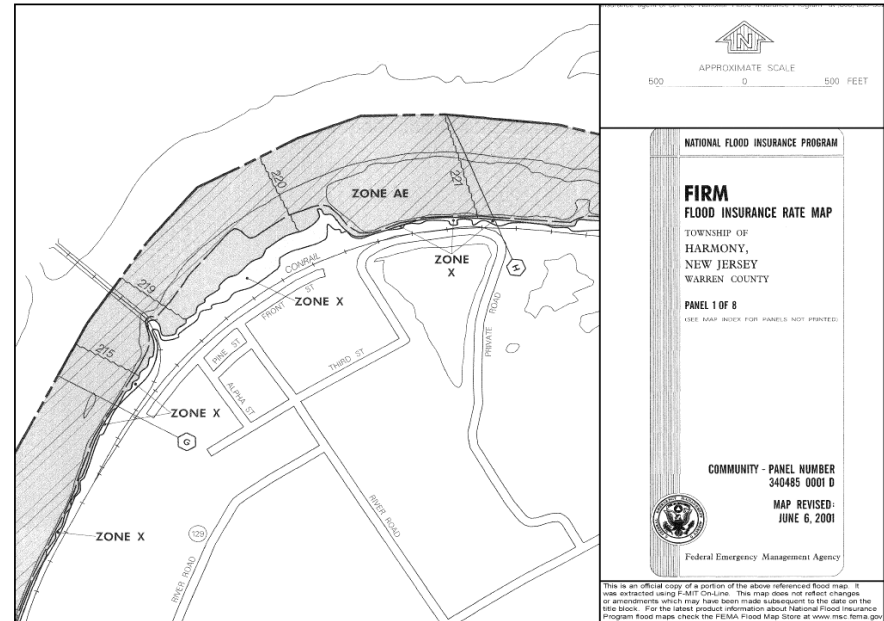 220
ZONE AE
221
219
215
ZONE
X
H
CONRAIL
FRONT ST
ZONE X
PINE ST
ALPHA ST
THIRD ST
PRIVATE ROAD
ZONE X
G
RIVER ROAD
129
RIVER ROAD
ZONE X
N
APPROXIMATE SCALE
500 0 500 FEET
NATIONAL FLOOD INSURANCE PROGRAM
FIRM
FLOOD INSURANCE RATE MAP
TOWNSHIP OF
HARMONY,
NEW JERSEY
WARREN COUNTY
PANEL 1 OF 8
(SEE MAP INDEX FOR PANELS NOT PRINTED)
COMMUNITY - PANEL NUMBER
340485 0001 D
MAP REVISED:
JUNE 6, 2001
Federal Emergency Management Agency
This is an official copy of a portion of the above referenced flood map. It
was extracted using F-MIT On-Line. This map does not reflect changes
or amendments which may have been made subsequent to the date on the
title block. For the latest product information about National Flood Insurance
Program flood maps check the FEMA Flood Map Store at www.msc.fema.gov